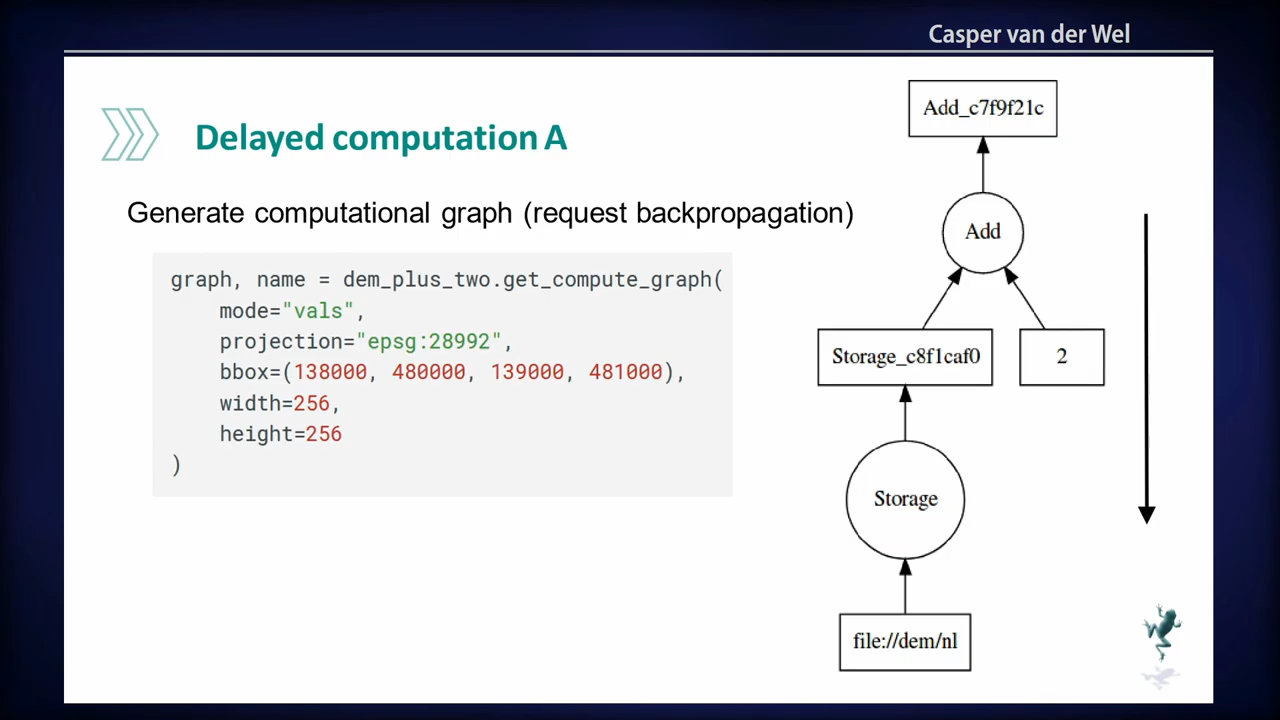 Casper van der Wel
Delayed computation A
Generate computational graph (request backpropagation)
graph, name = dem_plus_two.get_compute_graph(
    mode="vals",
    projection="epsg:28992",
    bbox=(138000, 480000, 139000, 481000),
    width=256,
    height=256
)
Add_c7f9f21c
Add
Storage_c8f1caf0
2
Storage
file://dem/nl